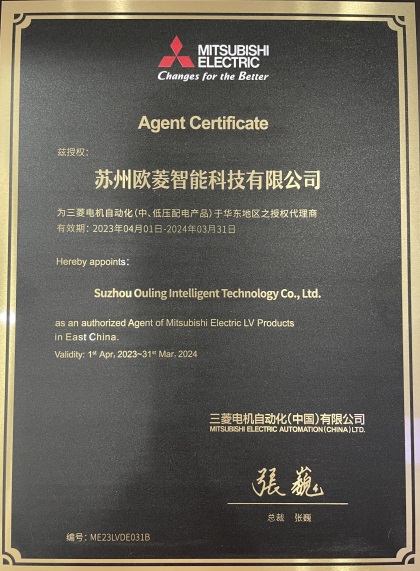 MITSUBISHI
ELECTRIC
Changes for the Better
Agent Certificate
兹授权：
苏州欧菱智能科技有限公司
为三菱电机自动化（中、低压配电产品）于华东地区之授权代理商
有效期：2023年04月01日-2024年03月31日
Hereby appoints:
Suzhou Ouling Intelligent Technology Co., Ltd.
as an authorized Agent of Mitsubishi Electric LV Products
in East China.
Validity: 1st Apr, 2023~31st Mar, 2024
三菱电机自动化（中国）有限公司
MITSUBISHI ELECTRIC AUTOMATION (CHINA) LTD.
張巍
总裁 张巍
编号：ME23LVDE031B